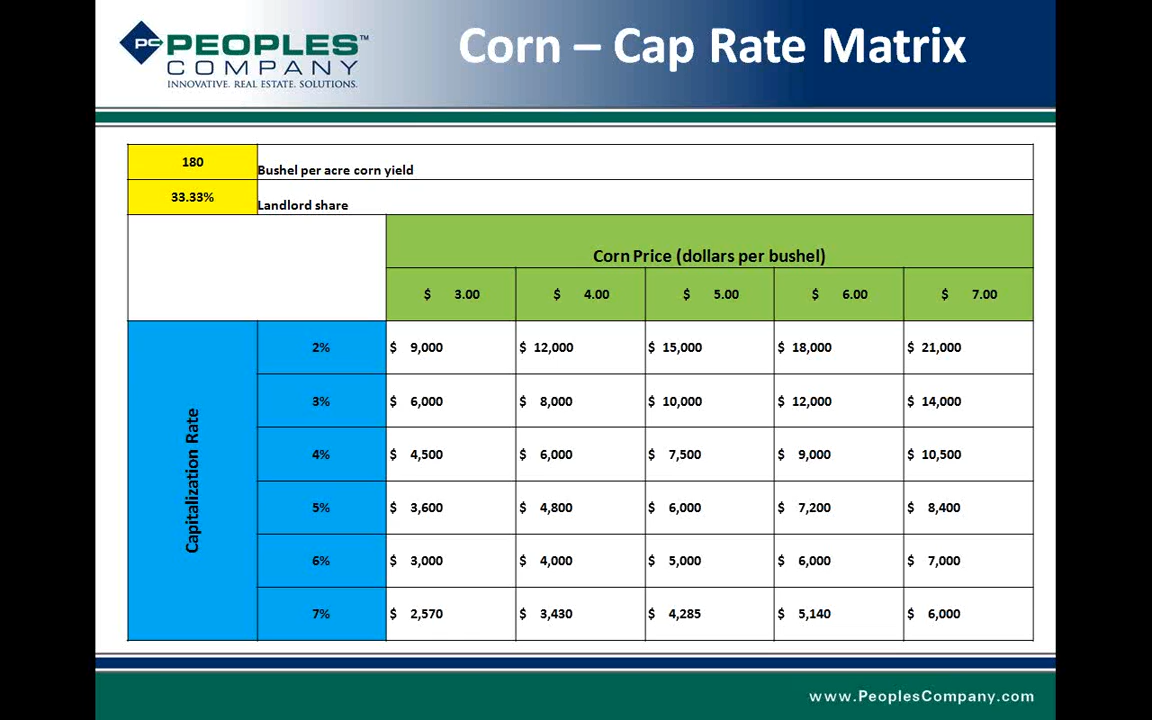 PC PEOPLES™
COMPANY
INNOVATIVE. REAL ESTATE. SOLUTIONS.
Corn – Cap Rate Matrix
180 Bushel per acre corn yield
33.33% Landlord share
Corn Price (dollars per bushel)
$ 3.00 $ 4.00 $ 5.00 $ 6.00 $ 7.00
Capitalization Rate
2% $ 9,000 $ 12,000 $ 15,000 $ 18,000 $ 21,000
3% $ 6,000 $ 8,000 $ 10,000 $ 12,000 $ 14,000
4% $ 4,500 $ 6,000 $ 7,500 $ 9,000 $ 10,500
5% $ 3,600 $ 4,800 $ 6,000 $ 7,200 $ 8,400
6% $ 3,000 $ 4,000 $ 5,000 $ 6,000 $ 7,000
7% $ 2,570 $ 3,430 $ 4,285 $ 5,140 $ 6,000
www.PeoplesCompany.com